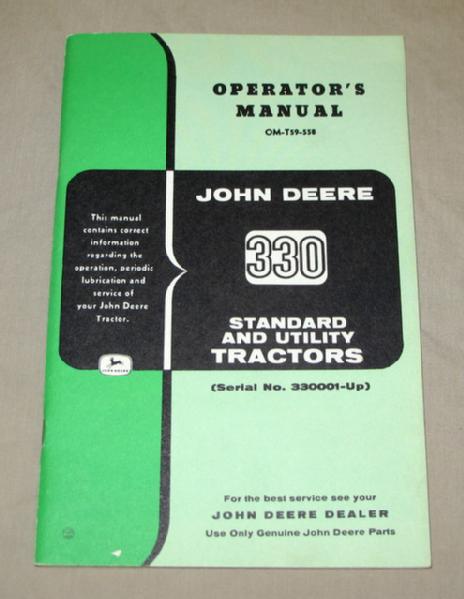 OPERATOR'S
MANUAL
OM-T59-558
This manual
contains correct
information
regarding the
operation, periodic
lubrication and
service of
your John Deere
Tractor.
JOHN DEERE
JOHN DEERE
330
STANDARD
AND UTILITY
TRACTORS
(Serial No. 330001-Up)
For the best service see your
JOHN DEERE DEALER
Use Only Genuine John Deere Parts